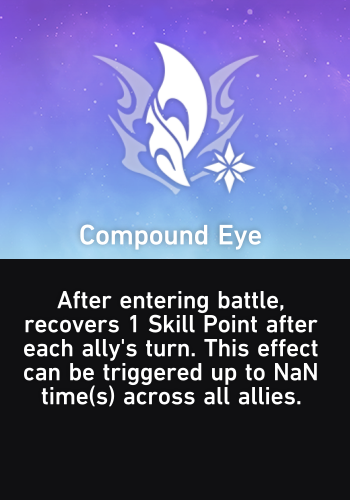 Compound Eye
After entering battle,
recovers 1 Skill Point after
each ally's turn. This effect
can be triggered up to NaN
time(s) across all allies.